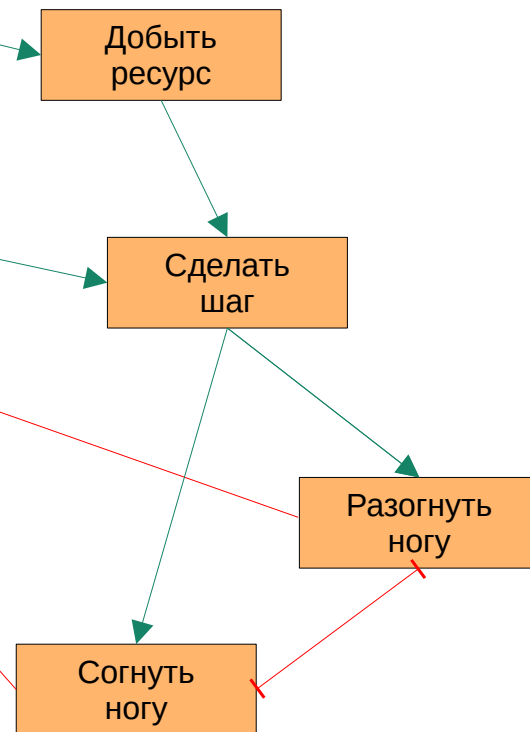 Добыть
ресурс
Сделать
шаг
Разогнуть
ногу
Согнуть
ногу